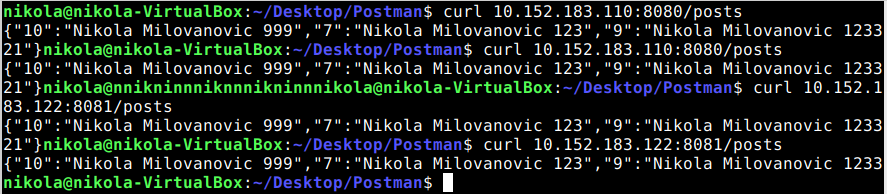 nikola@nikola-VirtualBox:~/Desktop/Postman$ curl 10.152.183.110:8080/posts
{"10":"Nikola Milovanovic 999","7":"Nikola Milovanovic 123","9":"Nikola Milovanovic 1233
21"}nikola@nikola-VirtualBox:~/Desktop/Postman$ curl 10.152.183.110:8080/posts
{"10":"Nikola Milovanovic 999","7":"Nikola Milovanovic 123","9":"Nikola Milovanovic 1233
21"}nikola@nnikninnniknnnikninnnikola@nikola-VirtualBox:~/Desktop/Postman$ curl 10.152.1
83.122:8081/posts
{"10":"Nikola Milovanovic 999","7":"Nikola Milovanovic 123","9":"Nikola Milovanovic 1233
21"}nikola@nikola-VirtualBox:~/Desktop/Postman$ curl 10.152.183.122:8081/posts
{"10":"Nikola Milovanovic 999","7":"Nikola Milovanovic 123","9":"Nikola Milovanovic 1233
nikola@nikola-VirtualBox:~/Desktop/Postman$